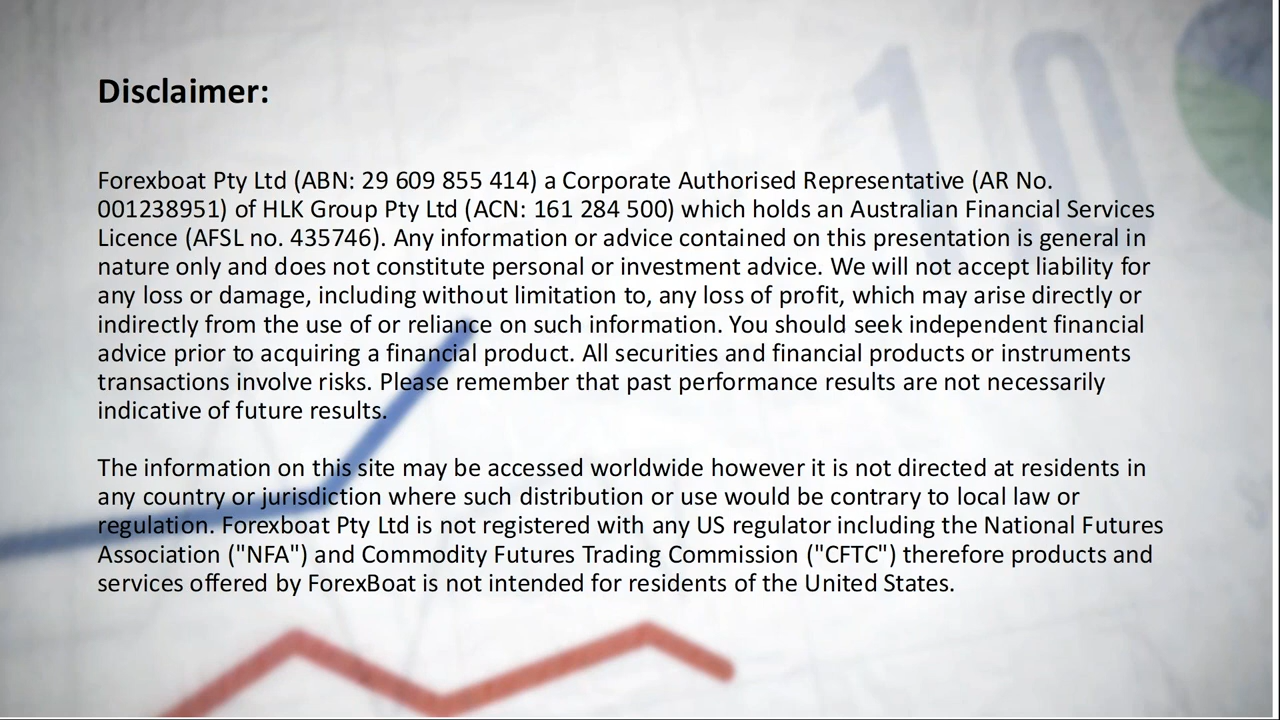 Disclaimer:
Forexboat Pty Ltd (ABN: 29 609 855 414) a Corporate Authorised Representative (AR No.
001238951) of HLK Group Pty Ltd (ACN: 161 284 500) which holds an Australian Financial Services
Licence (AFSL no. 435746). Any information or advice contained on this presentation is general in
nature only and does not constitute personal or investment advice. We will not accept liability for
any loss or damage, including without limitation to, any loss of profit, which may arise directly or
indirectly from the use of or reliance on such information. You should seek independent financial
advice prior to acquiring a financial product. All securities and financial products or instruments
transactions involve risks. Please remember that past performance results are not necessarily
indicative of future results.
The information on this site may be accessed worldwide however it is not directed at residents in
any country or jurisdiction where such distribution or use would be contrary to local law or
regulation. Forexboat Pty Ltd is not registered with any US regulator including the National Futures
Association ("NFA") and Commodity Futures Trading Commission ("CFTC") therefore products and
services offered by ForexBoat is not intended for residents of the United States.
10